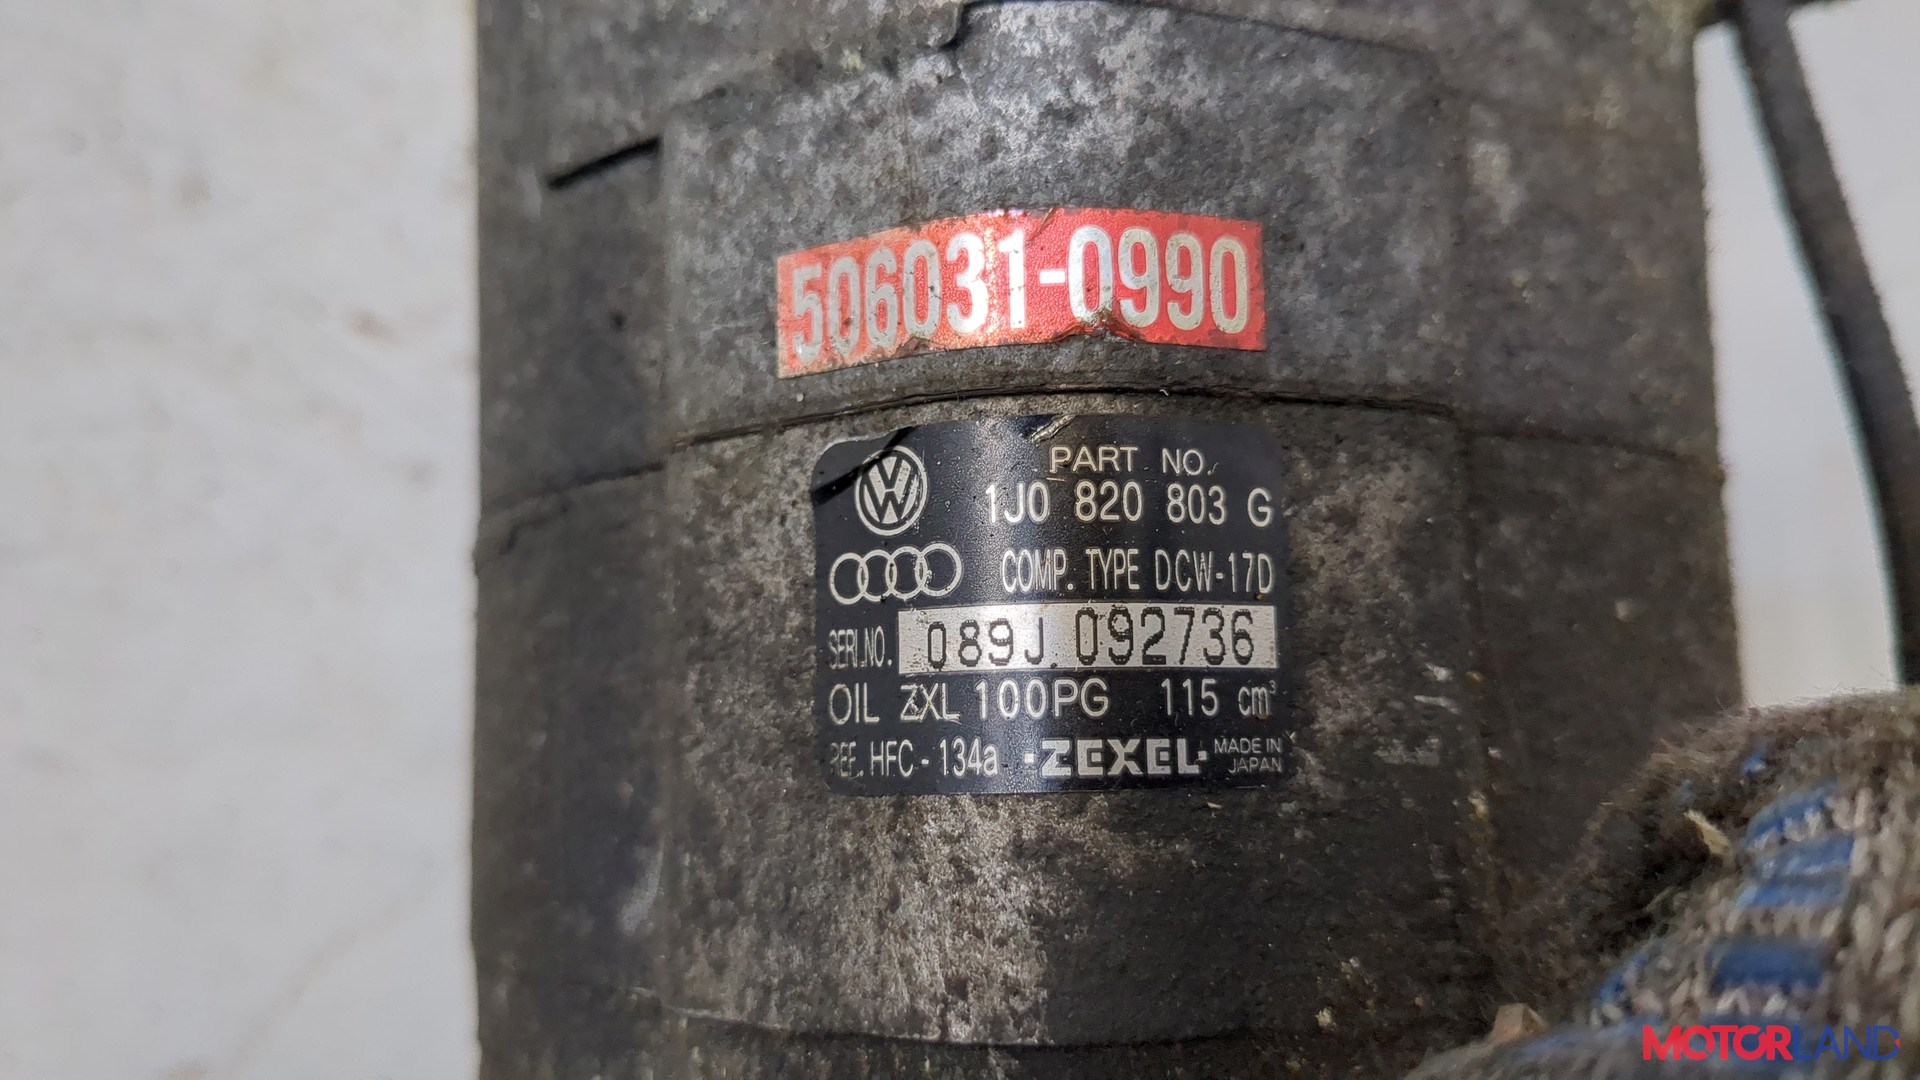 506031-0990
PART NO.
1J0 820 803 G
COMP. TYPE DCW-17D
SERI.NO. 089J 092736
OIL ZXL 100PG 115 cm³
REF. HFC - 134a ·ZEXEL· MADE IN
JAPAN
MOTORLAND